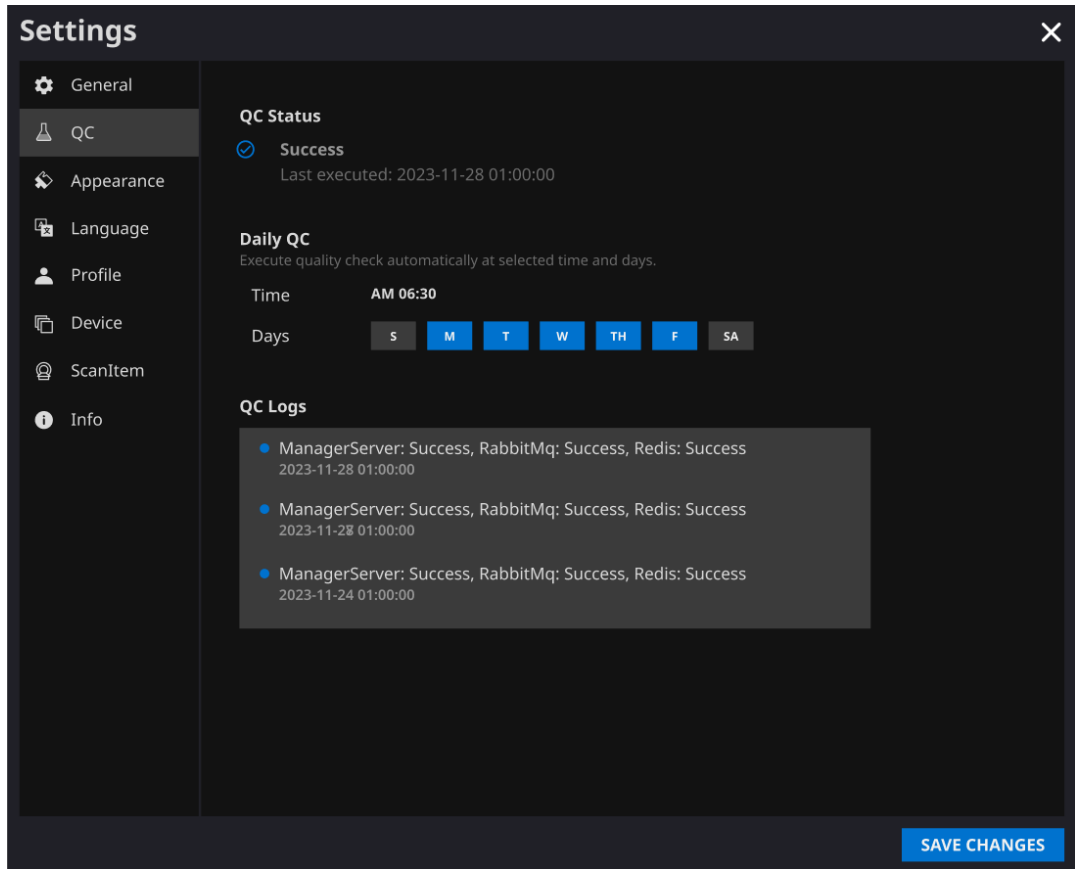 Settings
General
QC
Appearance
Language
Profile
Device
ScanItem
Info
QC Status
Success
Last executed: 2023-11-28 01:00:00
Daily QC
Execute quality check automatically at selected time and days.
Time AM 06:30
Days S M T W TH F SA
QC Logs
ManagerServer: Success, RabbitMq: Success, Redis: Success
2023-11-28 01:00:00
ManagerServer: Success, RabbitMq: Success, Redis: Success
01:00:00
ManagerServer: Success, RabbitMq: Success, Redis: Success
2023-11-24 01:00:00
SAVE CHANGES